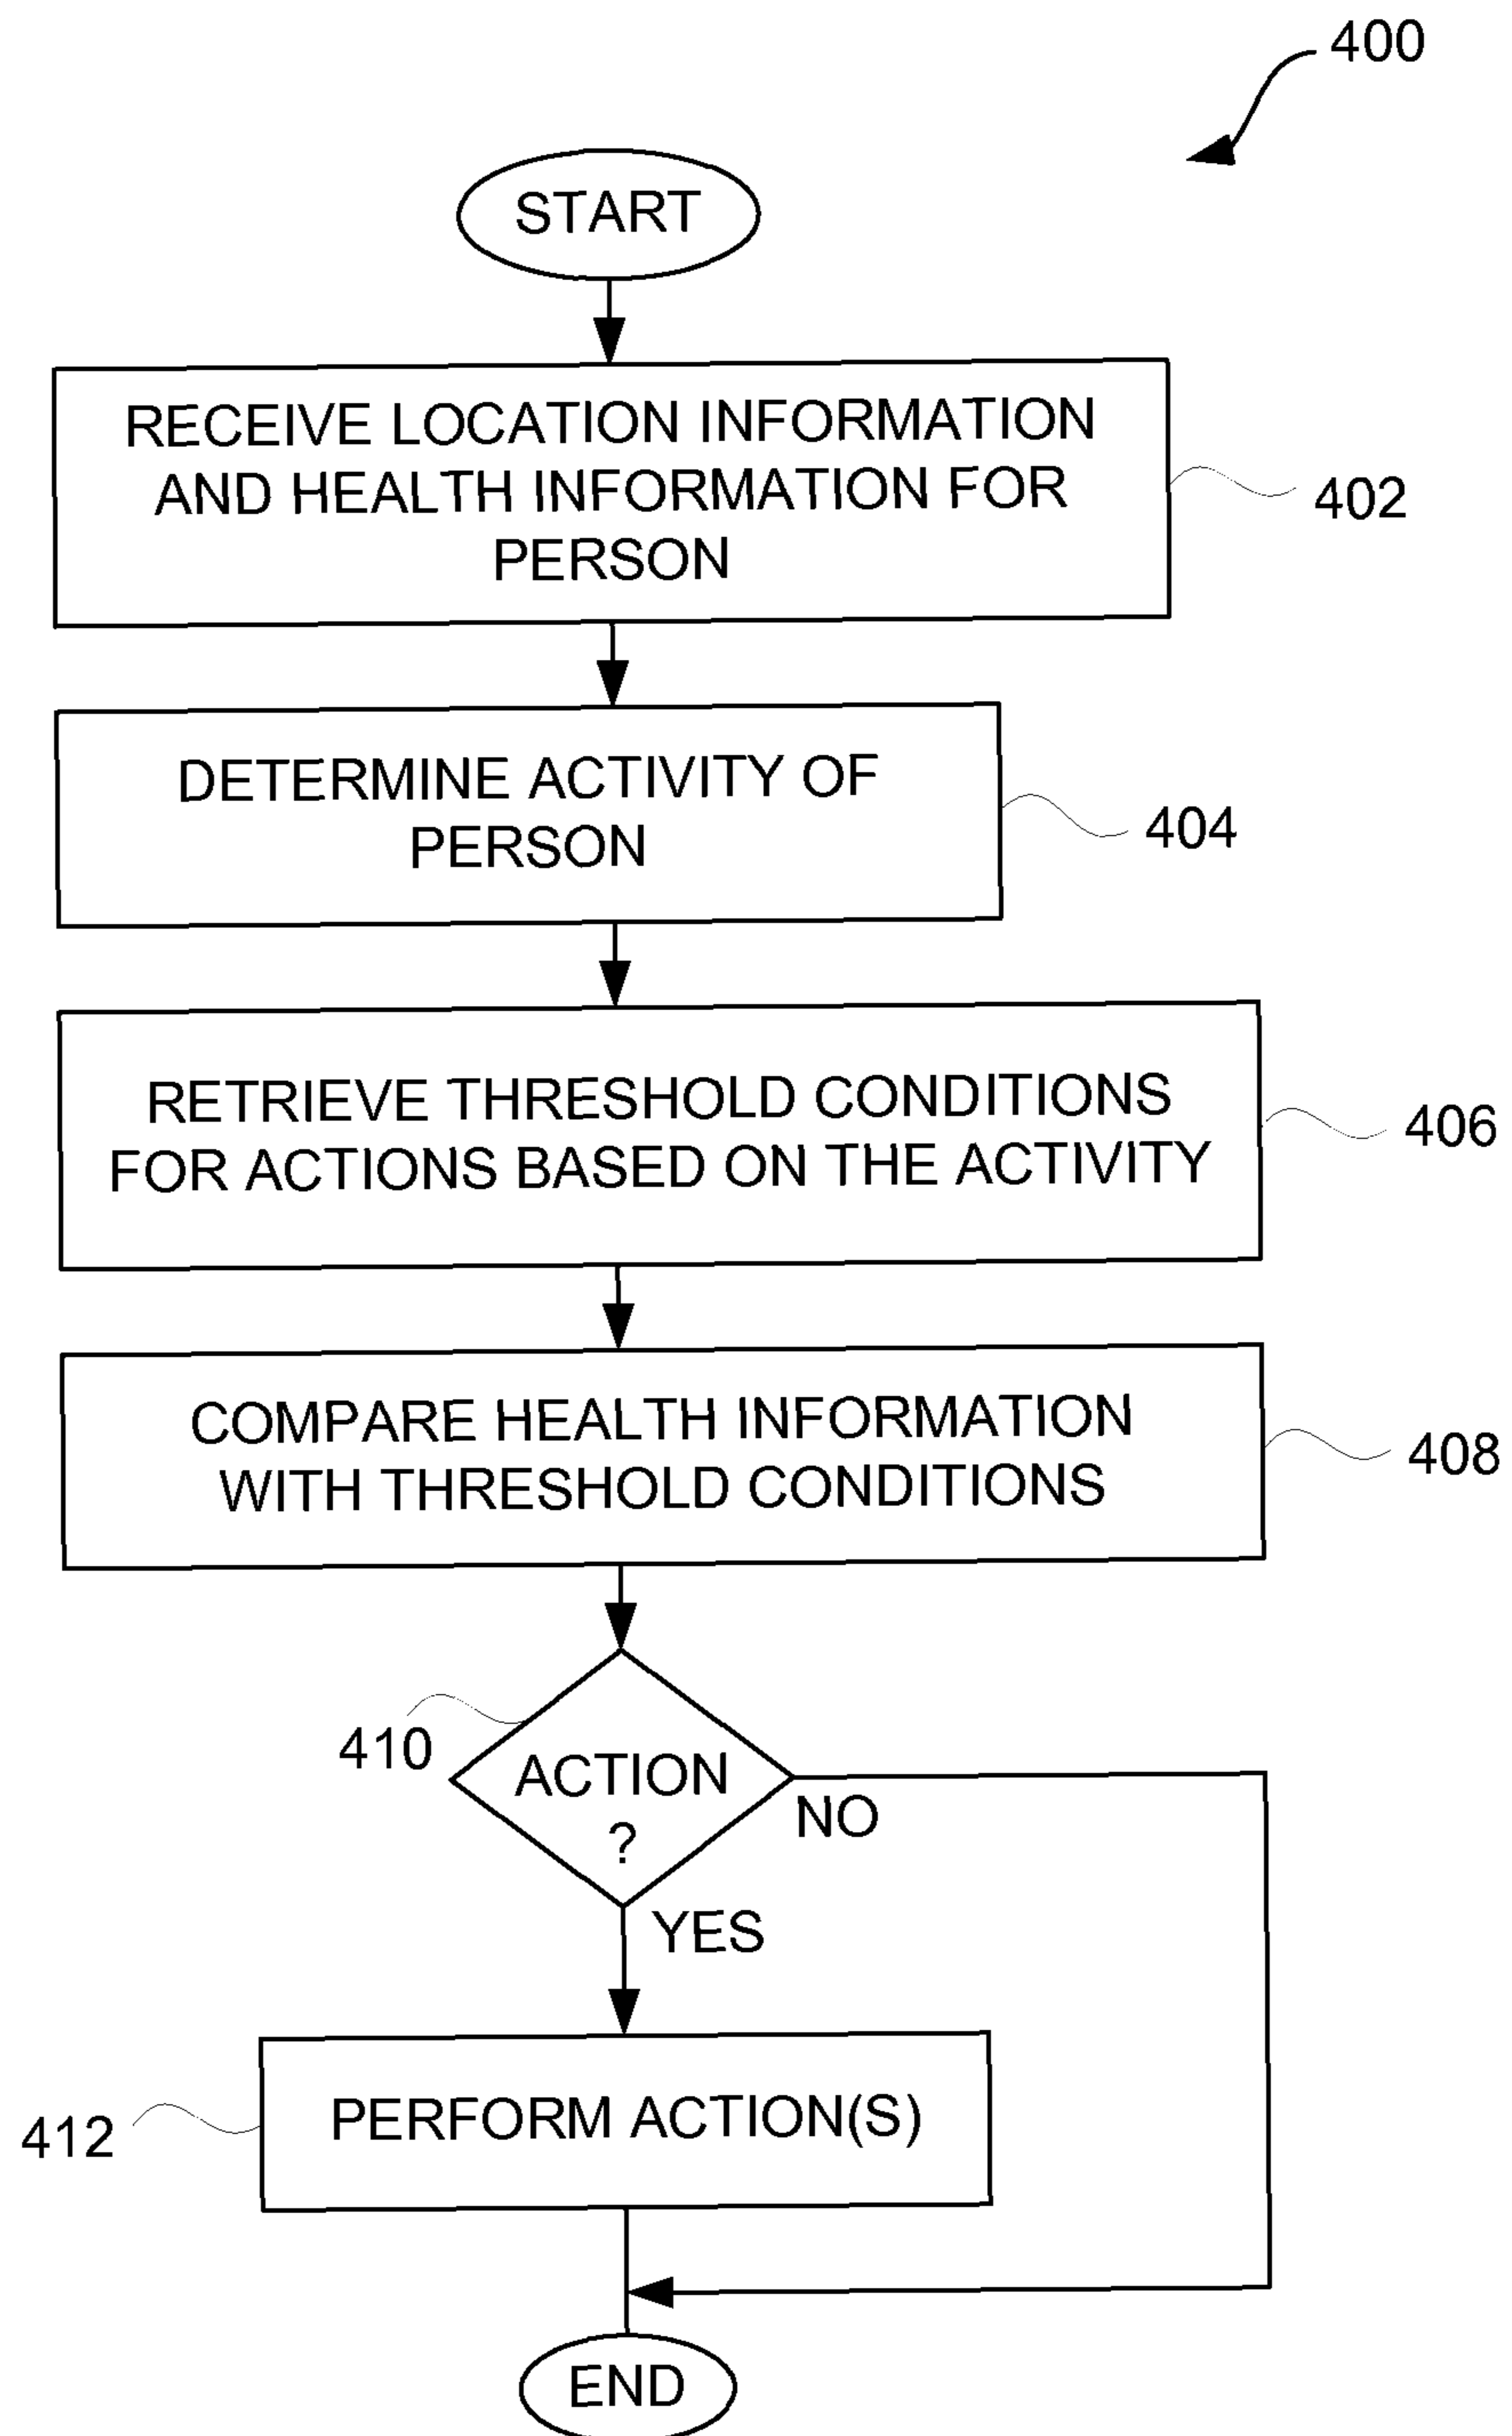 400
START
RECEIVE LOCATION INFORMATION
AND HEALTH INFORMATION FOR
PERSON
402
DETERMINE ACTIVITY OF
PERSON
404
RETRIEVE THRESHOLD CONDITIONS
FOR ACTIONS BASED ON THE ACTIVITY
406
COMPARE HEALTH INFORMATION
WITH THRESHOLD CONDITIONS
408
410
ACTION
?
NO
YES
PERFORM ACTION(S)
412
END